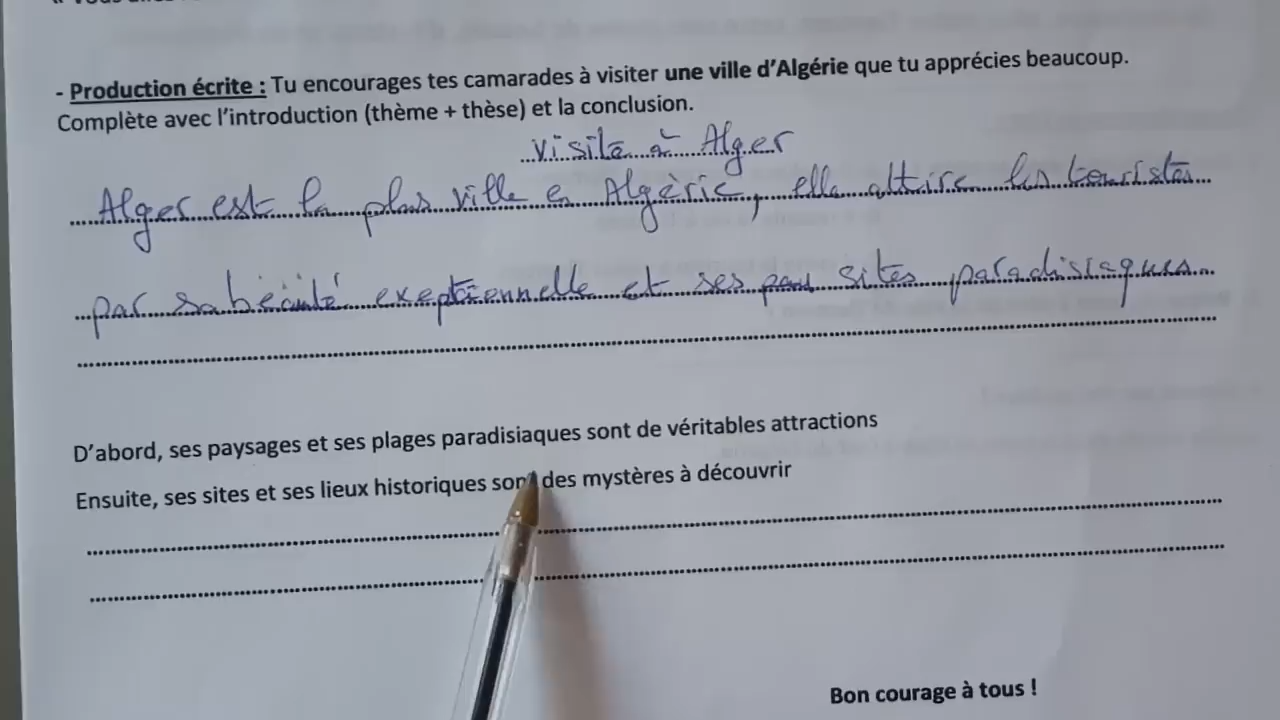 - Production écrite : Tu encourages tes camarades à visiter une ville d'Algérie que tu apprécies beaucoup.
Complète avec l'introduction (thème + thèse) et la conclusion.
visite à Alger
Alger est la plus ville en Algérie, elle attire les touristes
par sa beauté exeptionnelle et ses sites paradisiaques
D'abord, ses paysages et ses plages paradisiaques sont de véritables attractions
Ensuite, ses sites et ses lieux historiques sont des mystères à découvrir
Bon courage à tous !